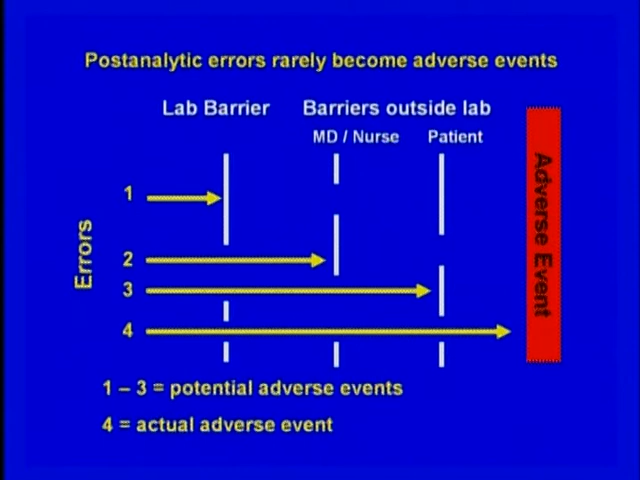 Postanalytic errors rarely become adverse events
Lab Barrier
Barriers outside lab
MD / Nurse
Patient
Errors
1
2
3
4
Adverse Event
1 – 3 = potential adverse events
4 = actual adverse event